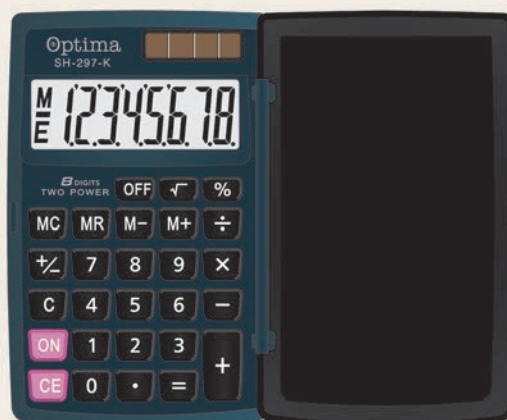 Optima
SH-297-K
M
E 12345678.
8 DIGITS
TWO POWER OFF √ %
MC MR M− M+ ÷
+/− 7 8 9 ×
C 4 5 6 −
ON 1 2 3
CE 0 . = +